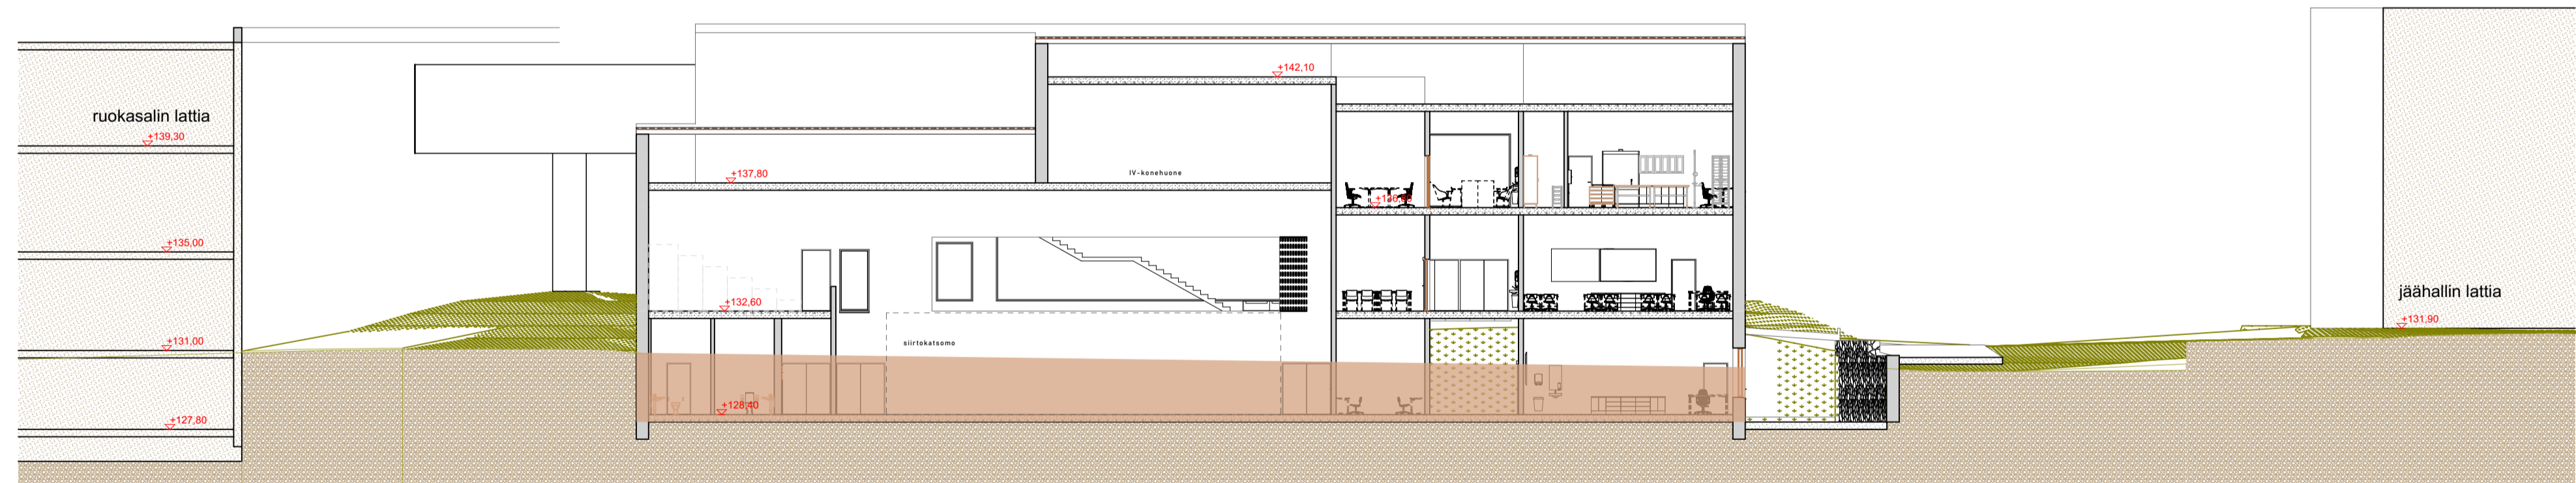 ruokasalin lattia
+139,30
+135,00
+131,00
+127,80
+137,80
+132,60
+128,40
siirtokatsomo
IV-konehuone
+142,10
jäähallin lattia
+131,90